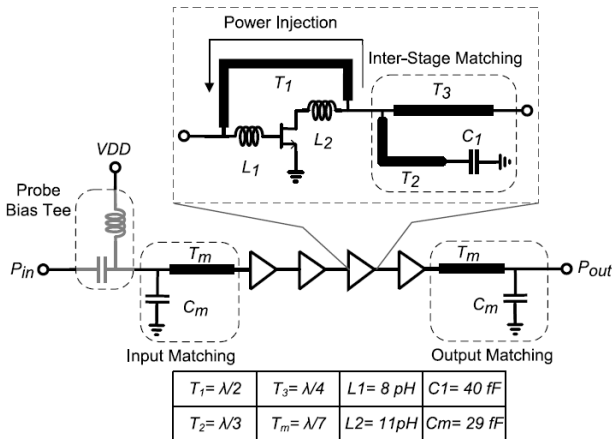 Power Injection
Inter-Stage Matching
T1
T3
L2
C1
L1
T2
VDD
Probe
Bias Tee
Pin
Tm
Tm
Pout
Cm
Cm
Input Matching
Output Matching
T1= λ/2 T3= λ/4 L1= 8 pH C1= 40 fF
T2= λ/3 Tm= λ/7 L2= 11pH Cm= 29 fF